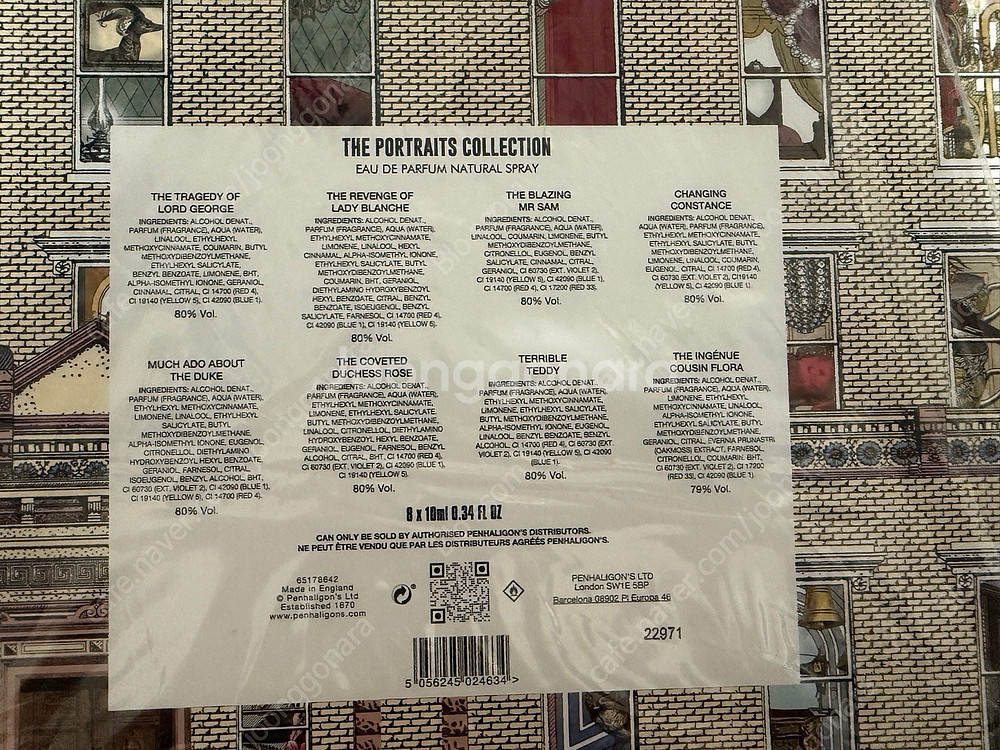 THE PORTRAITS COLLECTION
EAU DE PARFUM NATURAL SPRAY
THE TRAGEDY OF
LORD GEORGE
INGREDIENTS: ALCOHOL DENAT.,
PARFUM (FRAGRANCE), AQUA (WATER),
LINALOOL, ETHYLHEXYL
METHOXYCINNAMATE, COUMARIN, BUTYL
METHOXYDIBENZOYLMETHANE,
ETHYLHEXYL SALICYLATE,
BENZYL BENZOATE, LIMONENE, BHT,
ALPHA-ISOMETHYL IONONE, GERANIOL,
CINNAMAL, CITRAL, CI 14700 (RED 4),
CI 19140 (YELLOW 5), CI 42090 (BLUE 1).
80% Vol.
THE REVENGE OF
LADY BLANCHE
INGREDIENTS: ALCOHOL DENAT.,
PARFUM (FRAGRANCE), AQUA (WATER),
ETHYLHEXYL METHOXYCINNAMATE,
LIMONENE, LINALOOL, HEXYL
CINNAMAL, ALPHA-ISOMETHYL IONONE,
ETHYLHEXYL SALICYLATE, BUTYL
METHOXYDIBENZOYLMETHANE,
COUMARIN, BHT, GERANIOL,
DIETHYLAMINO HYDROXYBENZOYL
HEXYL BENZOATE, CITRAL, BENZYL
BENZOATE, ISOEUGENOL, BENZYL
SALICYLATE, FARNESOL, CI 14700 (RED 4),
CI 42090 (BLUE 1), CI 19140 (YELLOW 5).
80% Vol.
THE BLAZING
MR SAM
INGREDIENTS: ALCOHOL DENAT.,
PARFUM (FRAGRANCE), AQUA (WATER),
LINALOOL, COUMARIN, LIMONENE, BUTYL
METHOXYDIBENZOYLMETHANE,
CITRONELLOL, EUGENOL, BENZYL
SALICYLATE, CINNAMAL, CITRAL,
GERANIOL, CI 60730 (EXT. VIOLET 2),
CI 19140 (YELLOW 5), CI 42090 (BLUE 1),
CI 14700 (RED 4), CI 17200 (RED 33).
80% Vol.
CHANGING
CONSTANCE
INGREDIENTS: ALCOHOL DENAT.,
AQUA (WATER), PARFUM (FRAGRANCE),
ETHYLHEXYL METHOXYCINNAMATE,
ETHYLHEXYL SALICYLATE, BUTYL
METHOXYDIBENZOYLMETHANE,
LIMONENE, LINALOOL, COUMARIN,
EUGENOL, CITRAL, CI 14700 (RED 4),
CI 60730 (EXT. VIOLET 2), CI19140
(YELLOW 5), CI 42090 (BLUE 1).
80% Vol.
MUCH ADO ABOUT
THE DUKE
INGREDIENTS: ALCOHOL DENAT.,
PARFUM (FRAGRANCE), AQUA (WATER),
ETHYLHEXYL METHOXYCINNAMATE,
LIMONENE, LINALOOL, ETHYLHEXYL
SALICYLATE, BUTYL
METHOXYDIBENZOYLMETHANE,
ALPHA-ISOMETHYL IONONE, EUGENOL,
CITRONELLOL, DIETHYLAMINO
HYDROXYBENZOYL HEXYL BENZOATE,
GERANIOL, FARNESOL, CITRAL,
ISOEUGENOL, BENZYL ALCOHOL, BHT,
CI 60730 (EXT. VIOLET 2), CI 42090 (BLUE 1),
CI 19140 (YELLOW 5), CI 14700 (RED 4).
80% Vol.
THE COVETED
DUCHESS ROSE
INGREDIENTS: ALCOHOL DENAT.,
PARFUM (FRAGRANCE), AQUA (WATER),
ETHYLHEXYL METHOXYCINNAMATE,
LIMONENE, ETHYLHEXYL SALICYLATE,
BUTYL METHOXYDIBENZOYLMETHANE,
LINALOOL, CITRONELLOL, DIETHYLAMINO
HYDROXYBENZOYL HEXYL BENZOATE,
GERANIOL, EUGENOL, FARNESOL, BENZYL
ALCOHOL, CITRAL, BHT, CI 14700 (RED 4),
CI 60730 (EXT. VIOLET 2), CI 42090 (BLUE 1),
CI 19140 (YELLOW 5).
80% Vol.
TERRIBLE
TEDDY
INGREDIENTS: ALCOHOL DENAT.,
PARFUM (FRAGRANCE), AQUA (WATER),
ETHYLHEXYL METHOXYCINNAMATE,
LIMONENE, ETHYLHEXYL SALICYLATE,
BUTYL METHOXYDIBENZOYLMETHANE,
ALPHA-ISOMETHYL IONONE, COUMARIN,
LINALOOL, BENZYL BENZOATE, BENZYL
ALCOHOL, CI 14700 (RED 4), CI 60730 (EXT.
VIOLET 2), CI 19140 (YELLOW 5), CI 42090
(BLUE 1).
80% Vol.
THE INGÉNUE
COUSIN FLORA
INGREDIENTS: ALCOHOL DENAT.,
PARFUM (FRAGRANCE), AQUA (WATER),
ETHYLHEXYL METHOXYCINNAMATE,
METHOXYCINNAMATE, LINALOOL,
ALPHA-ISOMETHYL IONONE,
ETHYLHEXYL SALICYLATE, BUTYL
METHOXYDIBENZOYLMETHANE,
GERANIOL, CITRAL, EVERNIA PRUNASTRI
(OAKMOSS) EXTRACT, FARNESOL,
CITRONELLOL, COUMARIN, BHT,
CI 60730 (EXT. VIOLET 2), CI 17200
(RED 33), CI 19140 (YELLOW 5).
79% Vol.
8 x 10ml 0.34 FL OZ
CAN ONLY BE SOLD BY AUTHORISED PENHALIGON'S DISTRIBUTORS.
NE PEUT ÊTRE VENDU QUE PAR LES DISTRIBUTEURS AGRÉÉS PENHALIGON'S.
65178642
Made in England
© Penhaligon's Ltd
Established 1870
www.penhaligons.com
PENHALIGON'S LTD
London SW1E 5BP
Barcelona 08902 Pl Europa 46
22971
5 056245 024634 >